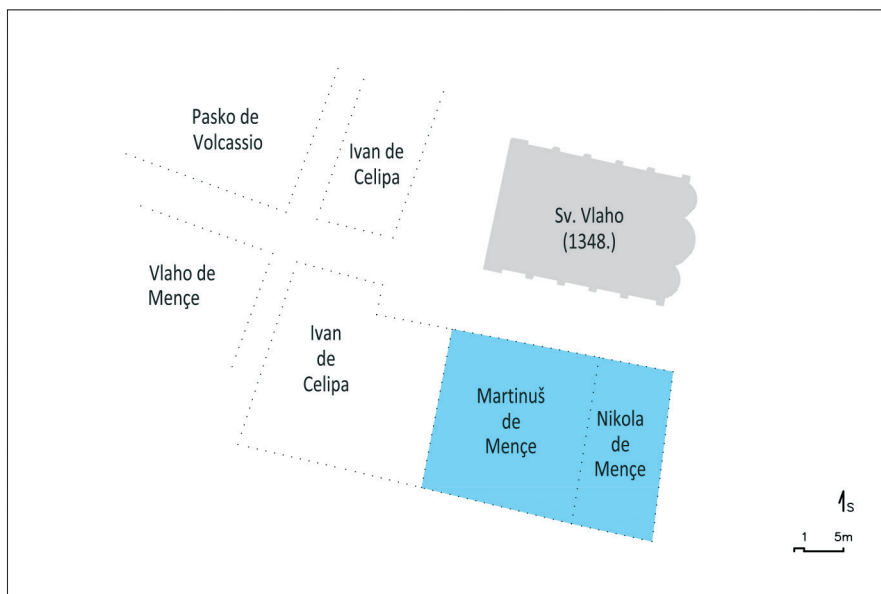 Pasko de
Volcassio
Ivan de
Celipa
Sv. Vlaho
(1348.)
Vlaho de
Mençe
Ivan
de
Celipa
Martinuš
de
Mençe
Nikola
de
Mençe
S
1 5m